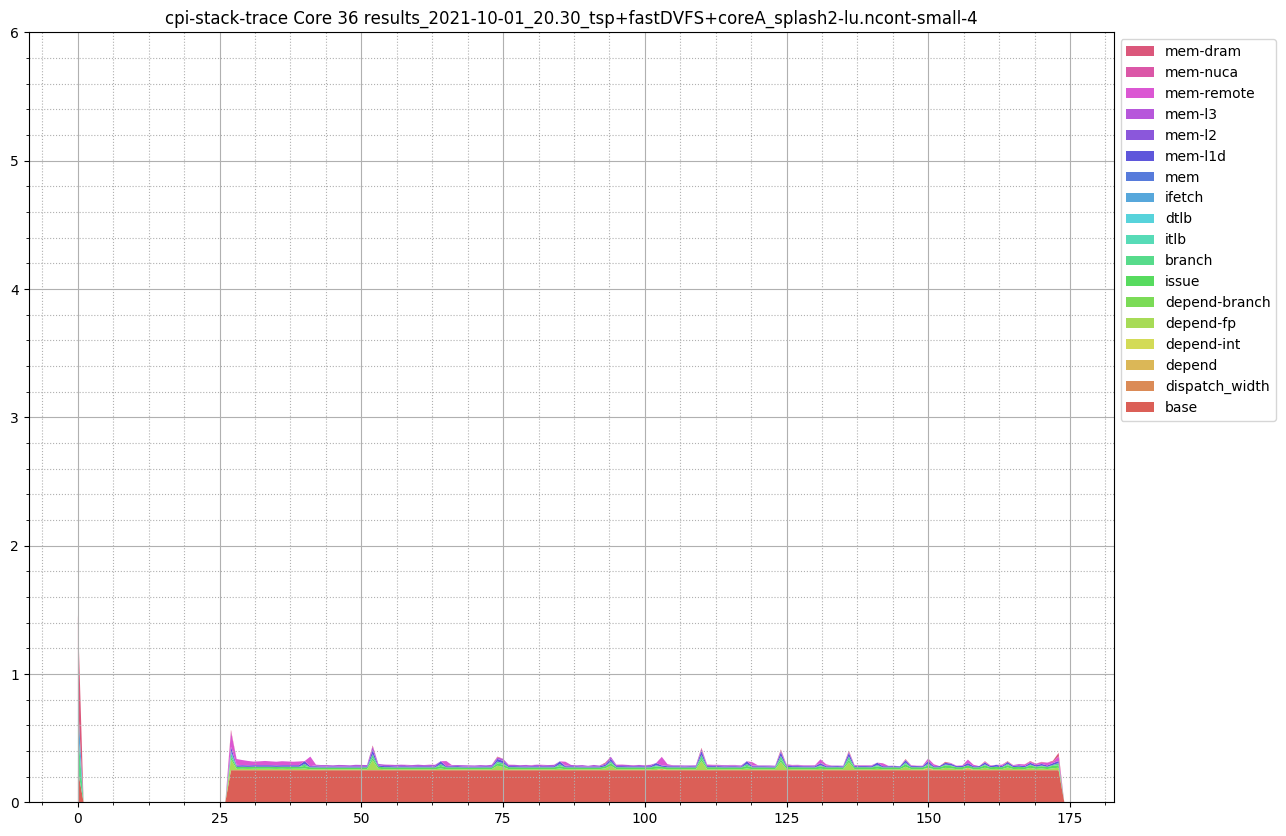 cpi-stack-trace Core 36 results_2021-10-01_20.30_tsp+fastDVFS+coreA_splash2-lu.ncont-small-4
6
5
4
3
2
1
0
0 25 50 75 100 125 150 175
mem-dram
mem-nuca
mem-remote
mem-l3
mem-l2
mem-l1d
mem
ifetch
dtlb
itlb
branch
issue
depend-branch
depend-fp
depend-int
depend
dispatch_width
base